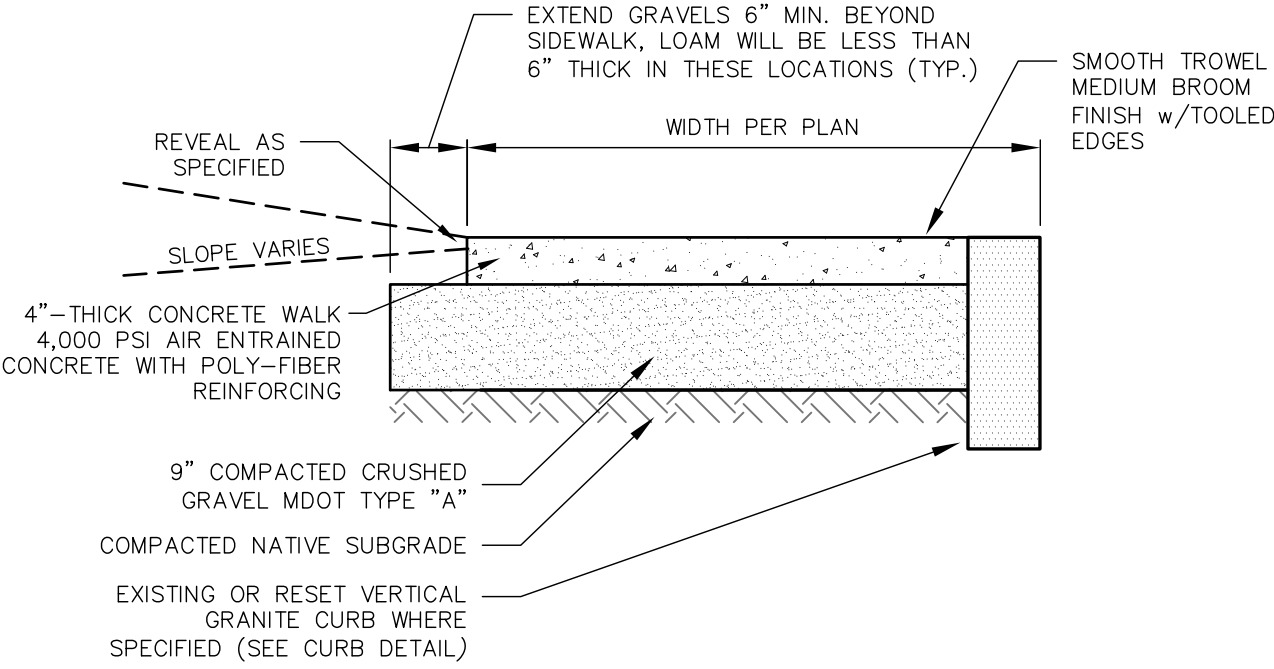 EXTEND GRAVELS 6” MIN. BEYOND
SIDEWALK, LOAM WILL BE LESS THAN
6” THICK IN THESE LOCATIONS (TYP.)
SMOOTH TROWEL
MEDIUM BROOM
FINISH w/TOOLED
EDGES
WIDTH PER PLAN
REVEAL AS
SPECIFIED
SLOPE VARIES
4”-THICK CONCRETE WALK
4,000 PSI AIR ENTRAINED
CONCRETE WITH POLY-FIBER
REINFORCING
9” COMPACTED CRUSHED
GRAVEL MDOT TYPE ”A”
COMPACTED NATIVE SUBGRADE
EXISTING OR RESET VERTICAL
GRANITE CURB WHERE
SPECIFIED (SEE CURB DETAIL)